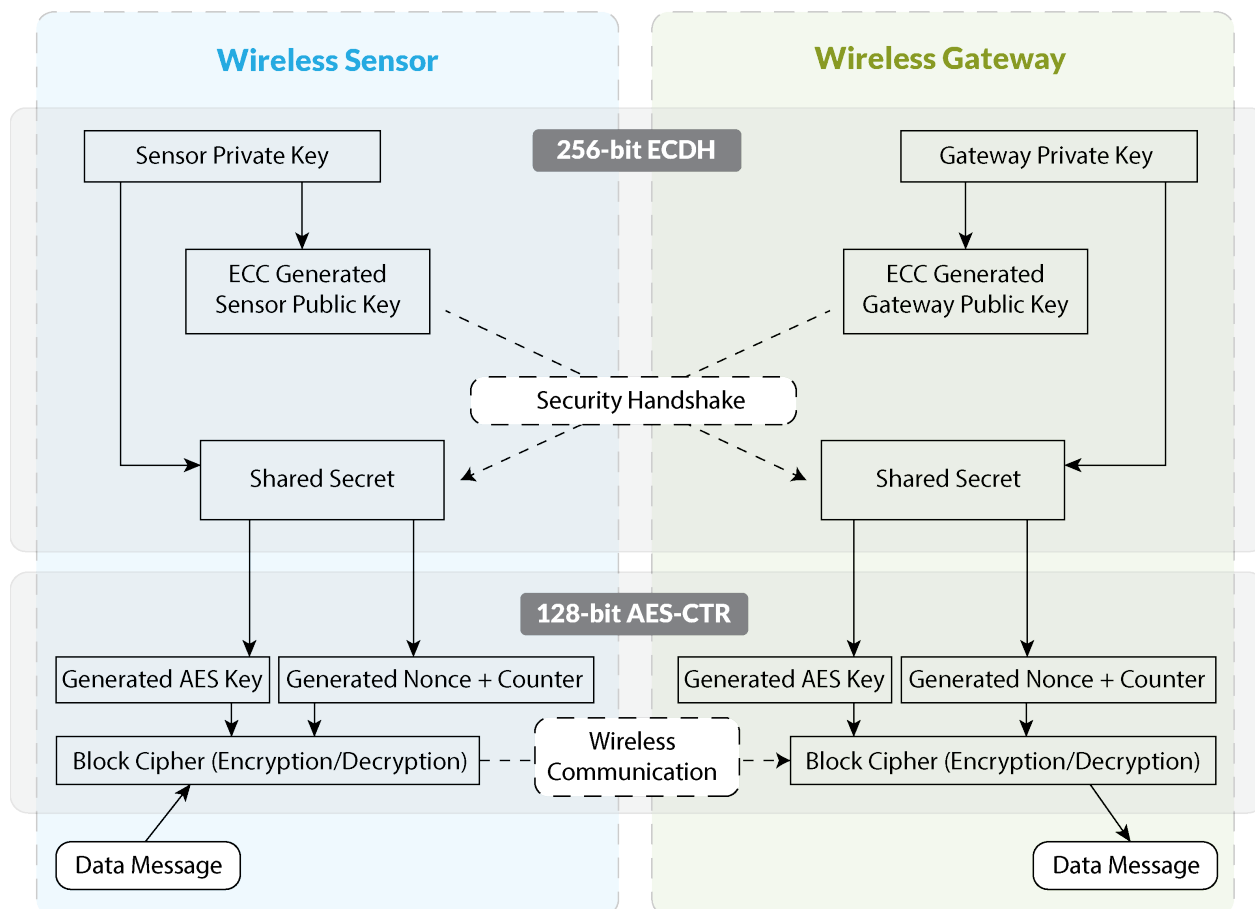 Wireless Sensor
Wireless Gateway
256-bit ECDH
Sensor Private Key
Gateway Private Key
ECC Generated
Sensor Public Key
ECC Generated
Gateway Public Key
Security Handshake
Shared Secret
Shared Secret
128-bit AES-CTR
Generated AES Key
Generated Nonce + Counter
Generated AES Key
Generated Nonce + Counter
Block Cipher (Encryption/Decryption)
Wireless
Communication
Block Cipher (Encryption/Decryption)
Data Message
Data Message